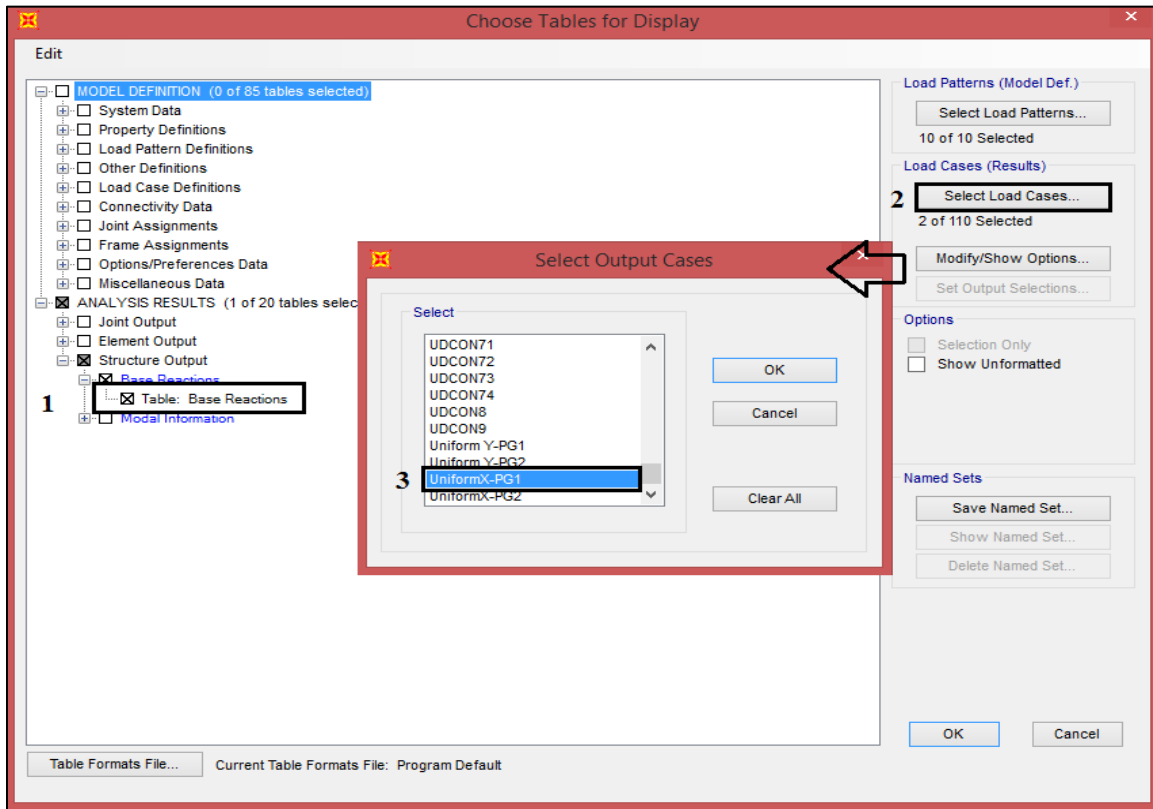 Choose Tables for Display
Edit
MODEL DEFINITION (0 of 85 tables selected)
System Data
Property Definitions
Load Pattern Definitions
Other Definitions
Load Case Definitions
Connectivity Data
Joint Assignments
Frame Assignments
Options/Preferences Data
Miscellaneous Data
ANALYSIS RESULTS (1 of 20 tables selec
Joint Output
Element Output
Structure Output
Base Reactions
1
Table: Base Reactions
Modal Information
Select Output Cases
Select
UDCON71
UDCON72
UDCON73
UDCON74
UDCON8
UDCON9
Uniform Y-PG1
Uniform Y-PG2
3
UniformX-PG1
UniformX-PG2
OK
Cancel
Clear All
Load Patterns (Model Def.)
Select Load Patterns...
10 of 10 Selected
Load Cases (Results)
2
Select Load Cases...
2 of 110 Selected
Modify/Show Options...
Set Output Selections...
Options
Selection Only
Show Unformatted
Named Sets
Save Named Set...
Show Named Set...
Delete Named Set...
OK
Cancel
Table Formats File...
Current Table Formats File: Program Default